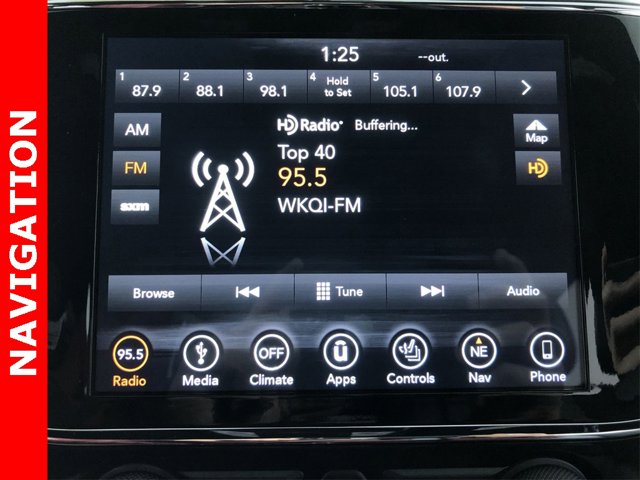 NAVIGATION
1:25 --out.
1 87.9 2 88.1 3 98.1 4 Hold to Set 5 105.1 6 107.9
AM
HD Radio Buffering...
Map
FM
Top 40
HD
95.5
sxm
WKQI-FM
Browse Tune Audio
95.5 OFF NE
Radio Media Climate Apps Controls Nav Phone